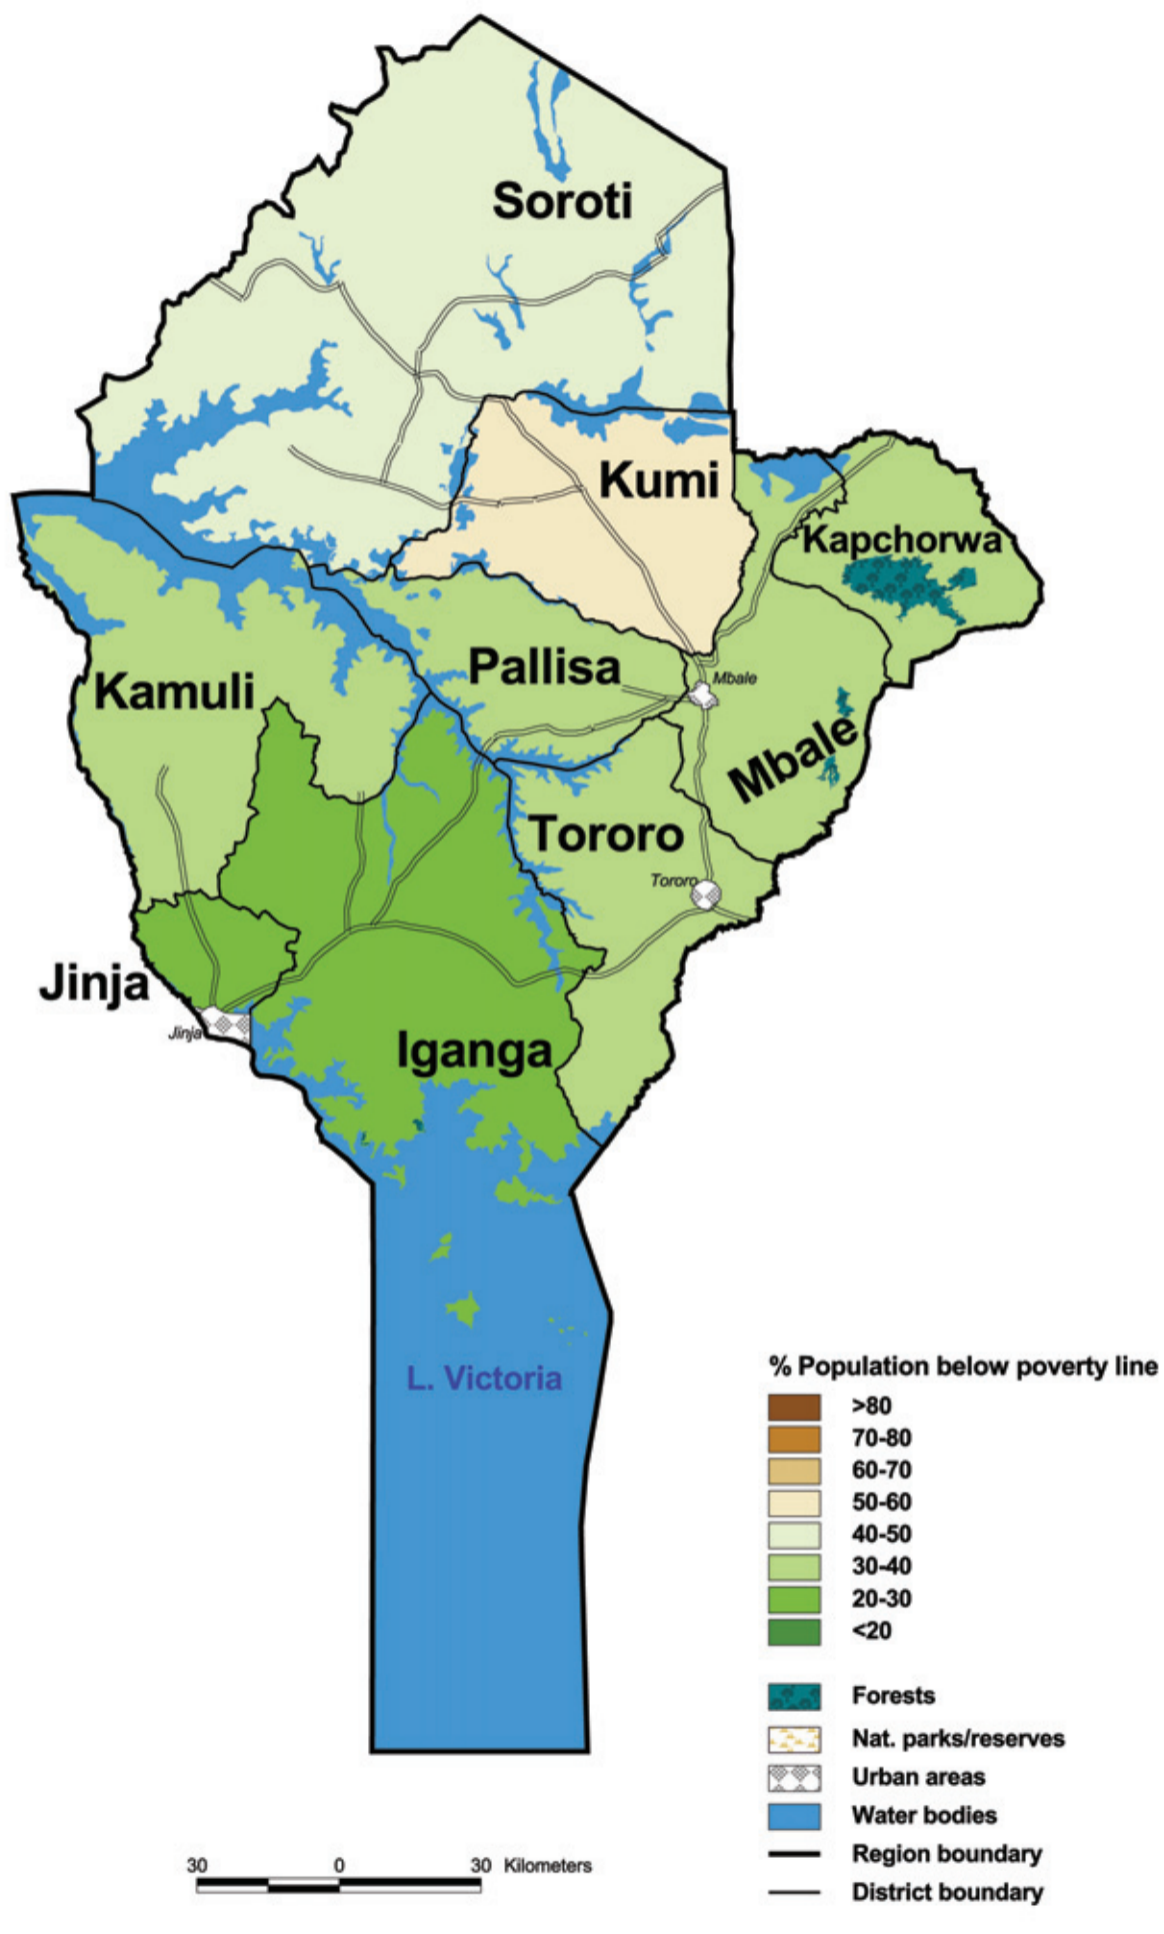 Soroti
Kumi
Kapchorwa
Pallisa
Mbale
Kamuli
Mbale
Tororo
Tororo
Jinja
Jinja
Iganga
L. Victoria
% Population below poverty line
>80
70-80
60-70
50-60
40-50
30-40
20-30
<20
Forests
Nat. parks/reserves
Urban areas
Water bodies
Region boundary
District boundary
30 0 30 Kilometers